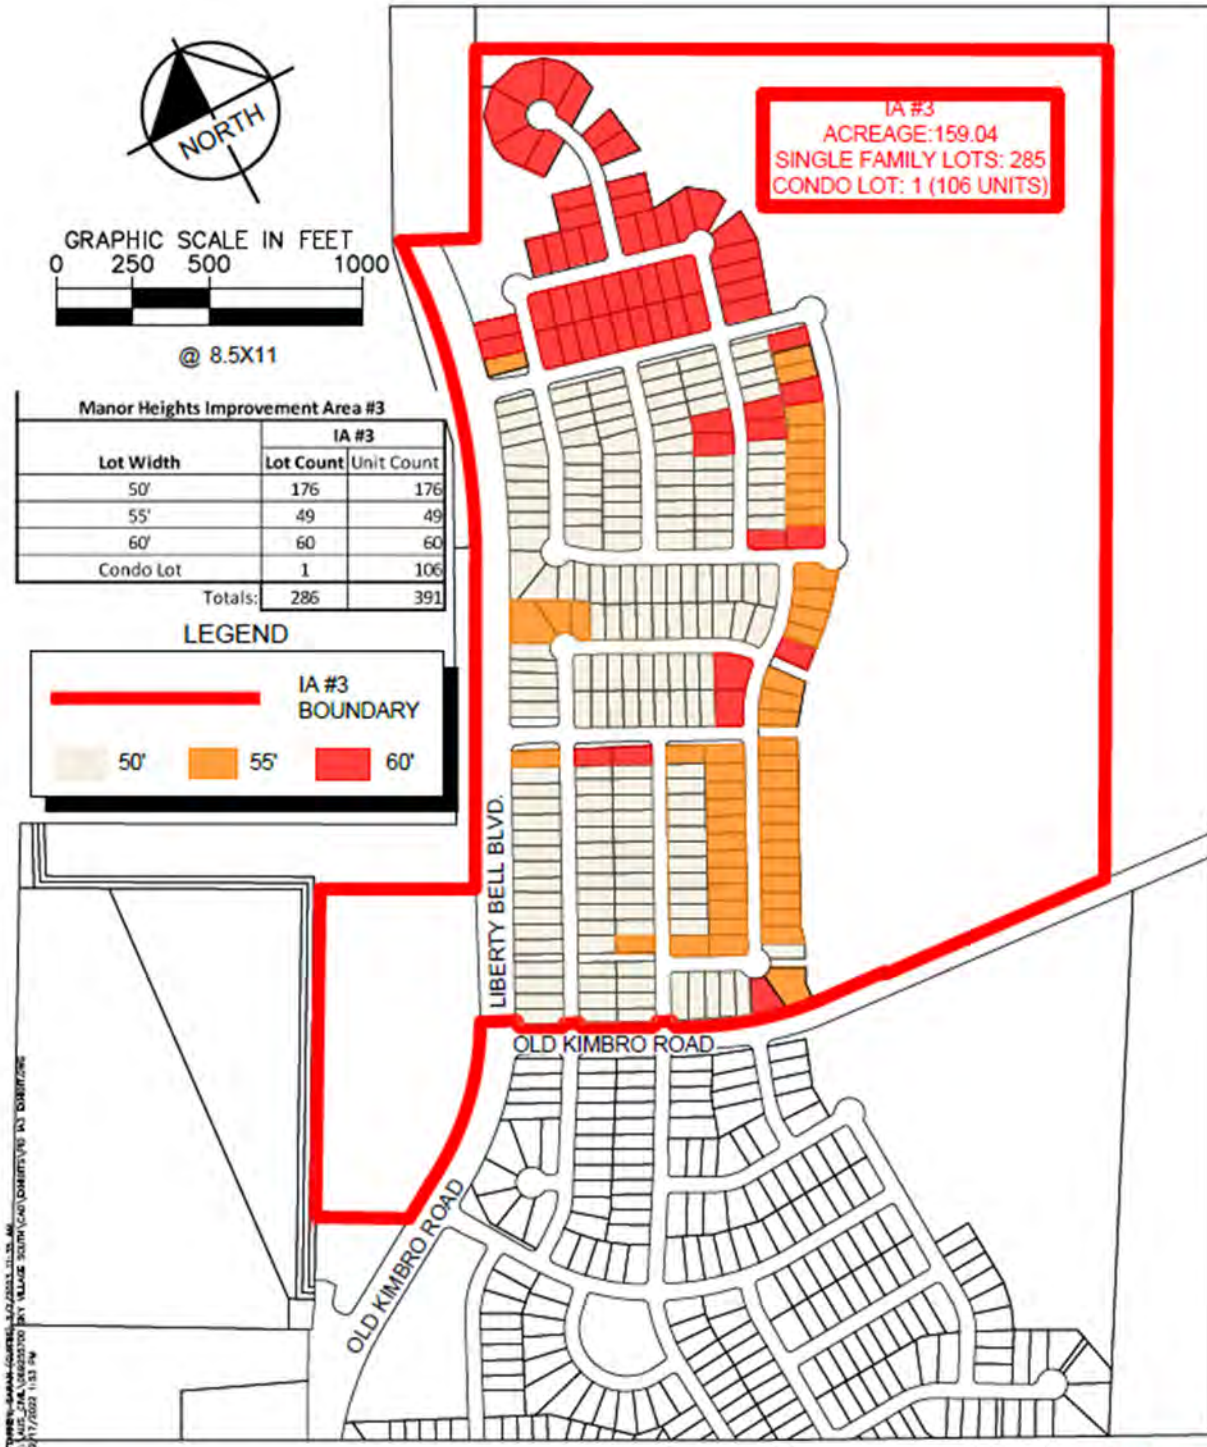 NORTH
IA #3
ACREAGE:159.04
SINGLE FAMILY LOTS: 285
CONDO LOT: 1 (106 UNITS)
GRAPHIC SCALE IN FEET
0 250 500 1000
@ 8.5X11
Manor Heights Improvement Area #3
IA #3
Lot Width Lot Count Unit Count
50' 176 176
55' 49 49
60' 60 60
Condo Lot 1 106
Totals: 286 391
LEGEND
IA #3
BOUNDARY
50' 55' 60'
LIBERTY BELL BLVD.
OLD KIMBRO ROAD
OLD KIMBRO ROAD